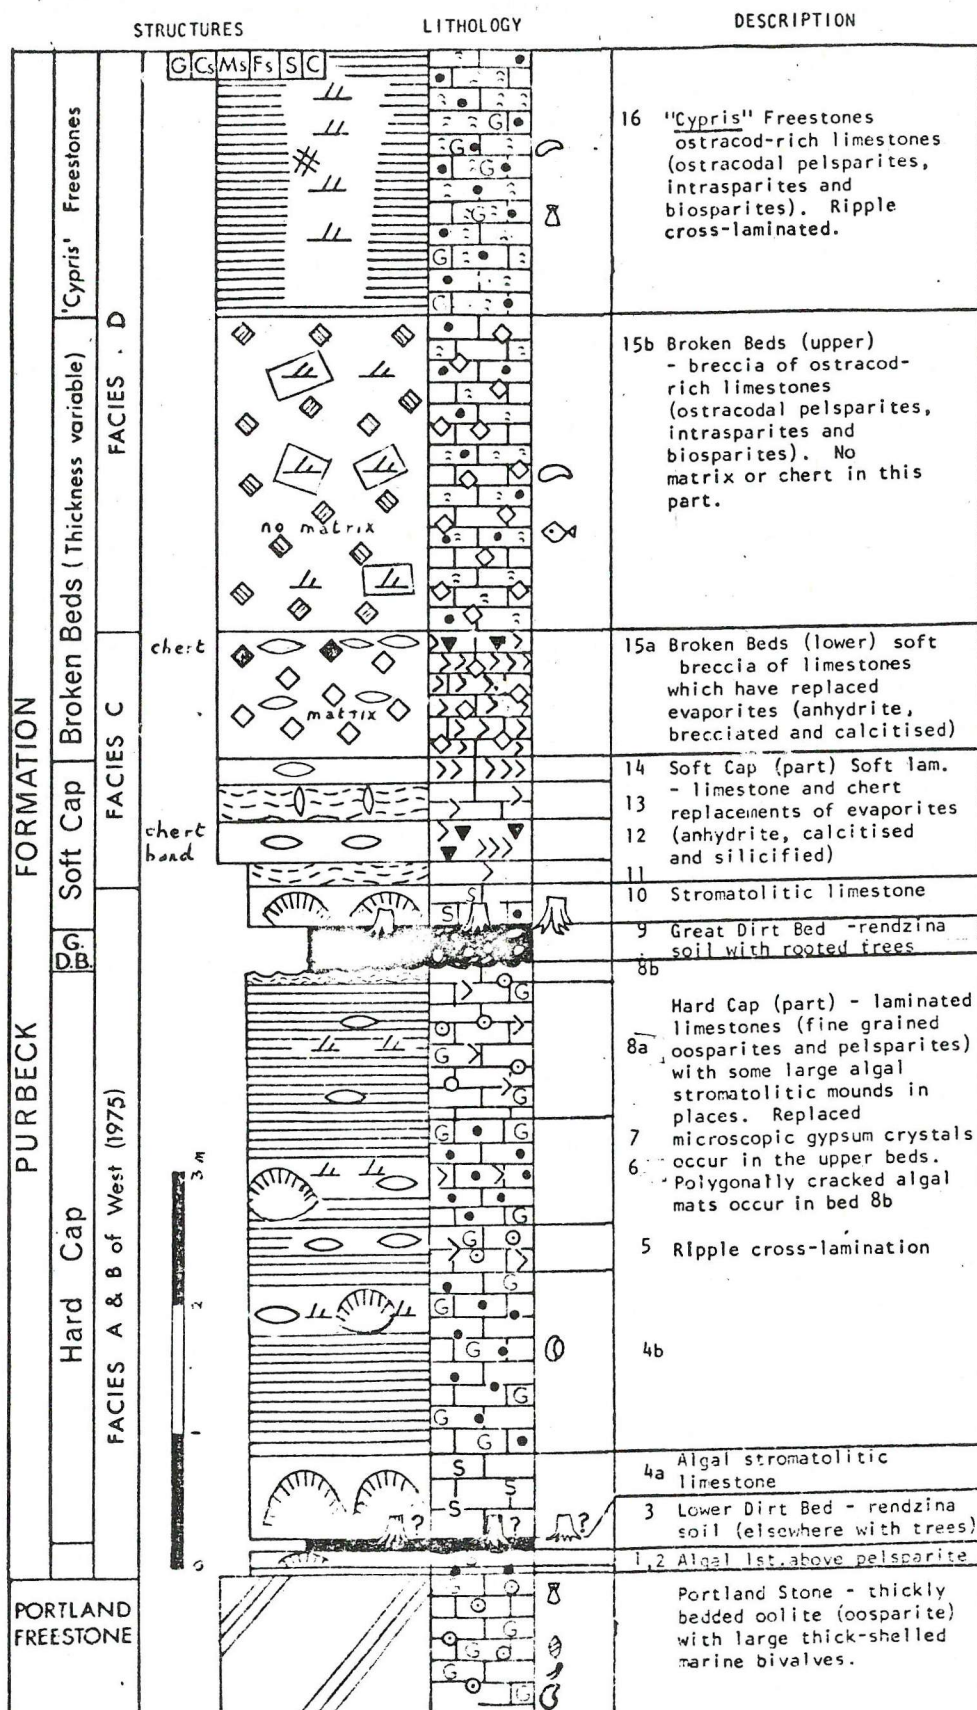 STRUCTURES
LITHOLOGY
DESCRIPTION
G Cs Ms Fs S C
PURBECK FORMATION
'Cypris' Freestones
Broken Beds (Thickness variable)
Soft Cap
G.
D.B.
Hard Cap
FACIES . D
FACIES C
FACIES A & B of West (1975)
PORTLAND
FREESTONE
no matrix
chert
matrix
chert
band
3 m
2
1
0
16 "Cypris" Freestones
ostracod-rich limestones
(ostracodal pelsparites,
intrasparites and
biosparites). Ripple
cross-laminated.
15b Broken Beds (upper)
- breccia of ostracod-
rich limestones
(ostracodal pelsparites,
intrasparites and
biosparites). No
matrix or chert in this
part.
15a Broken Beds (lower) soft
breccia of limestones
which have replaced
evaporites (anhydrite,
brecciated and calcitised)
14 Soft Cap (part) Soft lam.
- limestone and chert
13 replacements of evaporites
12 (anhydrite, calcitised
and silicified)
11
10 Stromatolitic limestone
9 Great Dirt Bed -rendzina
soil with rooted trees
8b
Hard Cap (part) - laminated
limestones (fine grained
8a oosparites and pelsparites)
with some large algal
stromatolitic mounds in
places. Replaced
7 microscopic gypsum crystals
6 occur in the upper beds.
Polygonally cracked algal
mats occur in bed 8b
5 Ripple cross-lamination
4b
4a Algal stromatolitic
limestone
3 Lower Dirt Bed - rendzina
soil (elsewhere with trees)
1,2 Algal lst.above pelsparite
Portland Stone - thickly
bedded oolite (oosparite)
with large thick-shelled
marine bivalves.